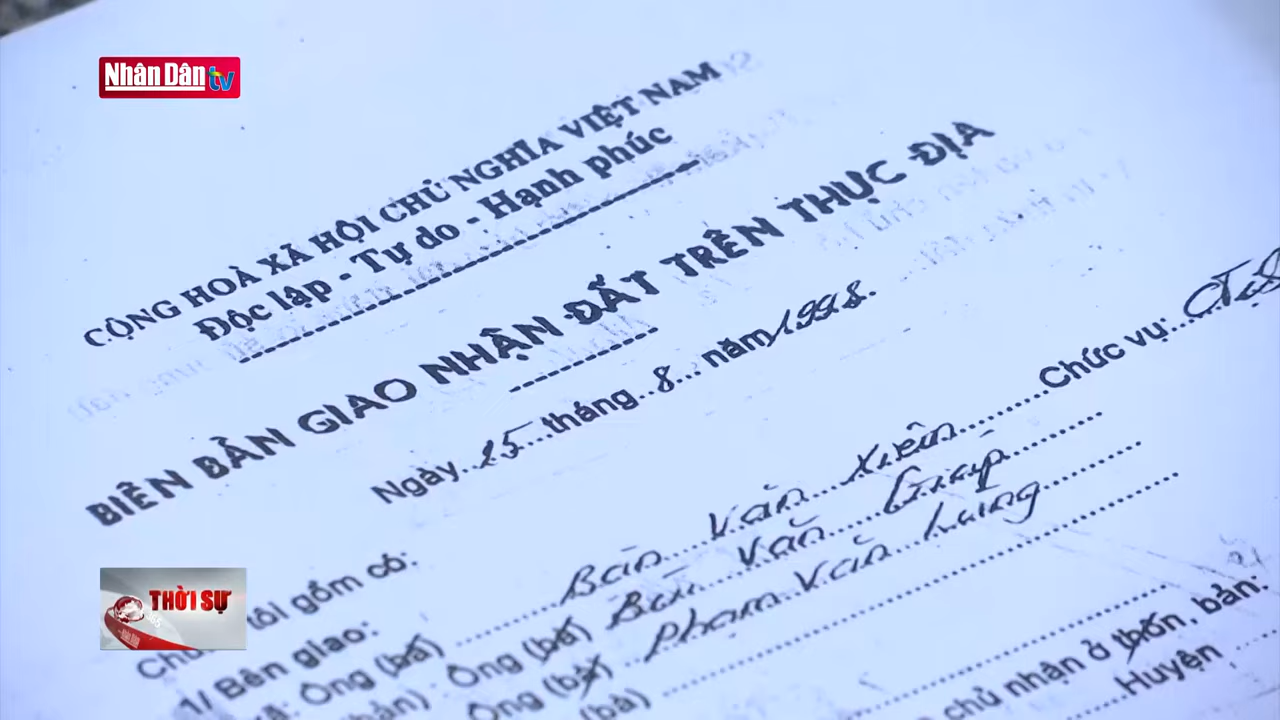 Nhân Dân tv
CỘNG HOÀ XÃ HỘI CHỦ NGHĨA VIỆT NAM
Độc lập - Tự do - Hạnh phúc
BIÊN BẢN GIAO NHẬN ĐẤT TRÊN THỰC ĐỊA
Ngày 25 tháng 8 năm 1998.
tôi gồm có:
1/ Bên giao:
Ông (bà) Bàn Văn Xiên Chức vụ:
bản) - Ông (bà) Bùi Văn
Ông (bà) Phạm Văn Lương
(bà)
chủ nhận ở thôn, bản:
Huyện
THỜI SỰ